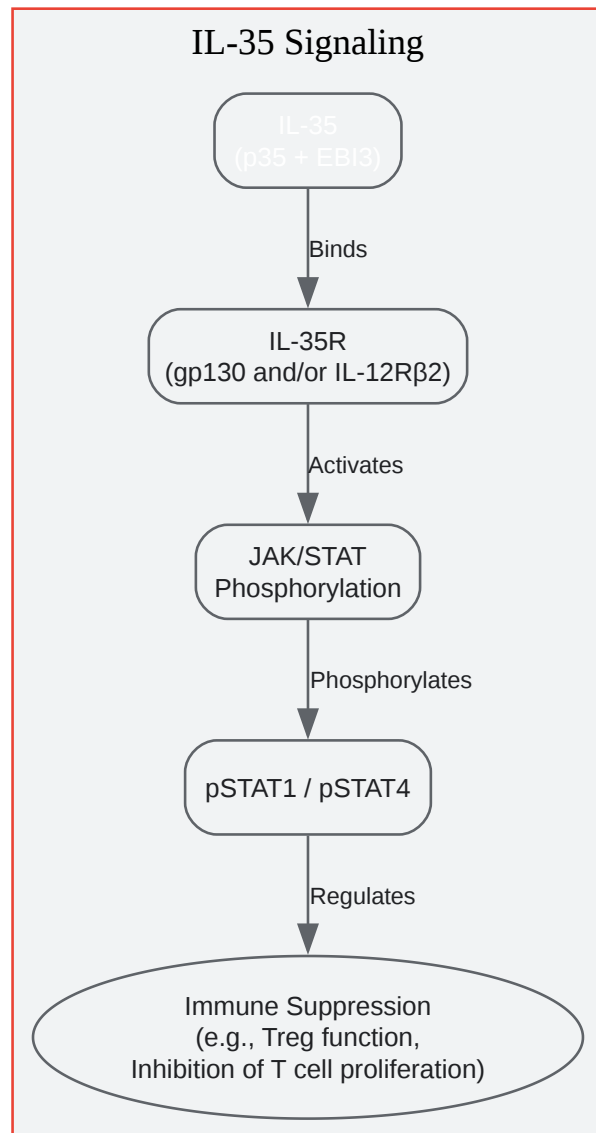 IL-35 Signaling
IL-35
(p35 + EBI3)
Binds
IL-35R
(gp130 and/or IL-12Rβ2)
Activates
JAK/STAT
Phosphorylation
Phosphorylates
pSTAT1 / pSTAT4
Regulates
Immune Suppression
(e.g., Treg function,
Inhibition of T cell proliferation)